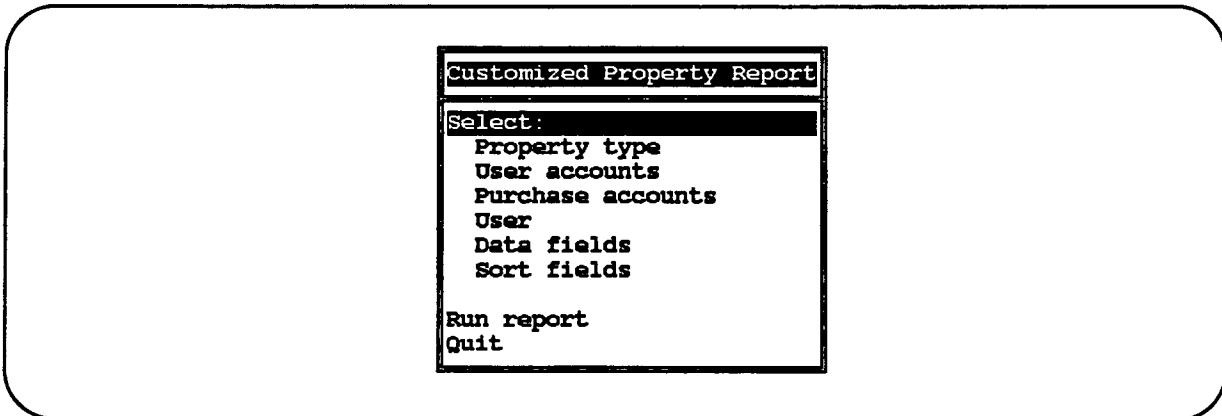 Customized Property Report
Select:
Property type
User accounts
Purchase accounts
User
Data fields
Sort fields
Run report
Quit